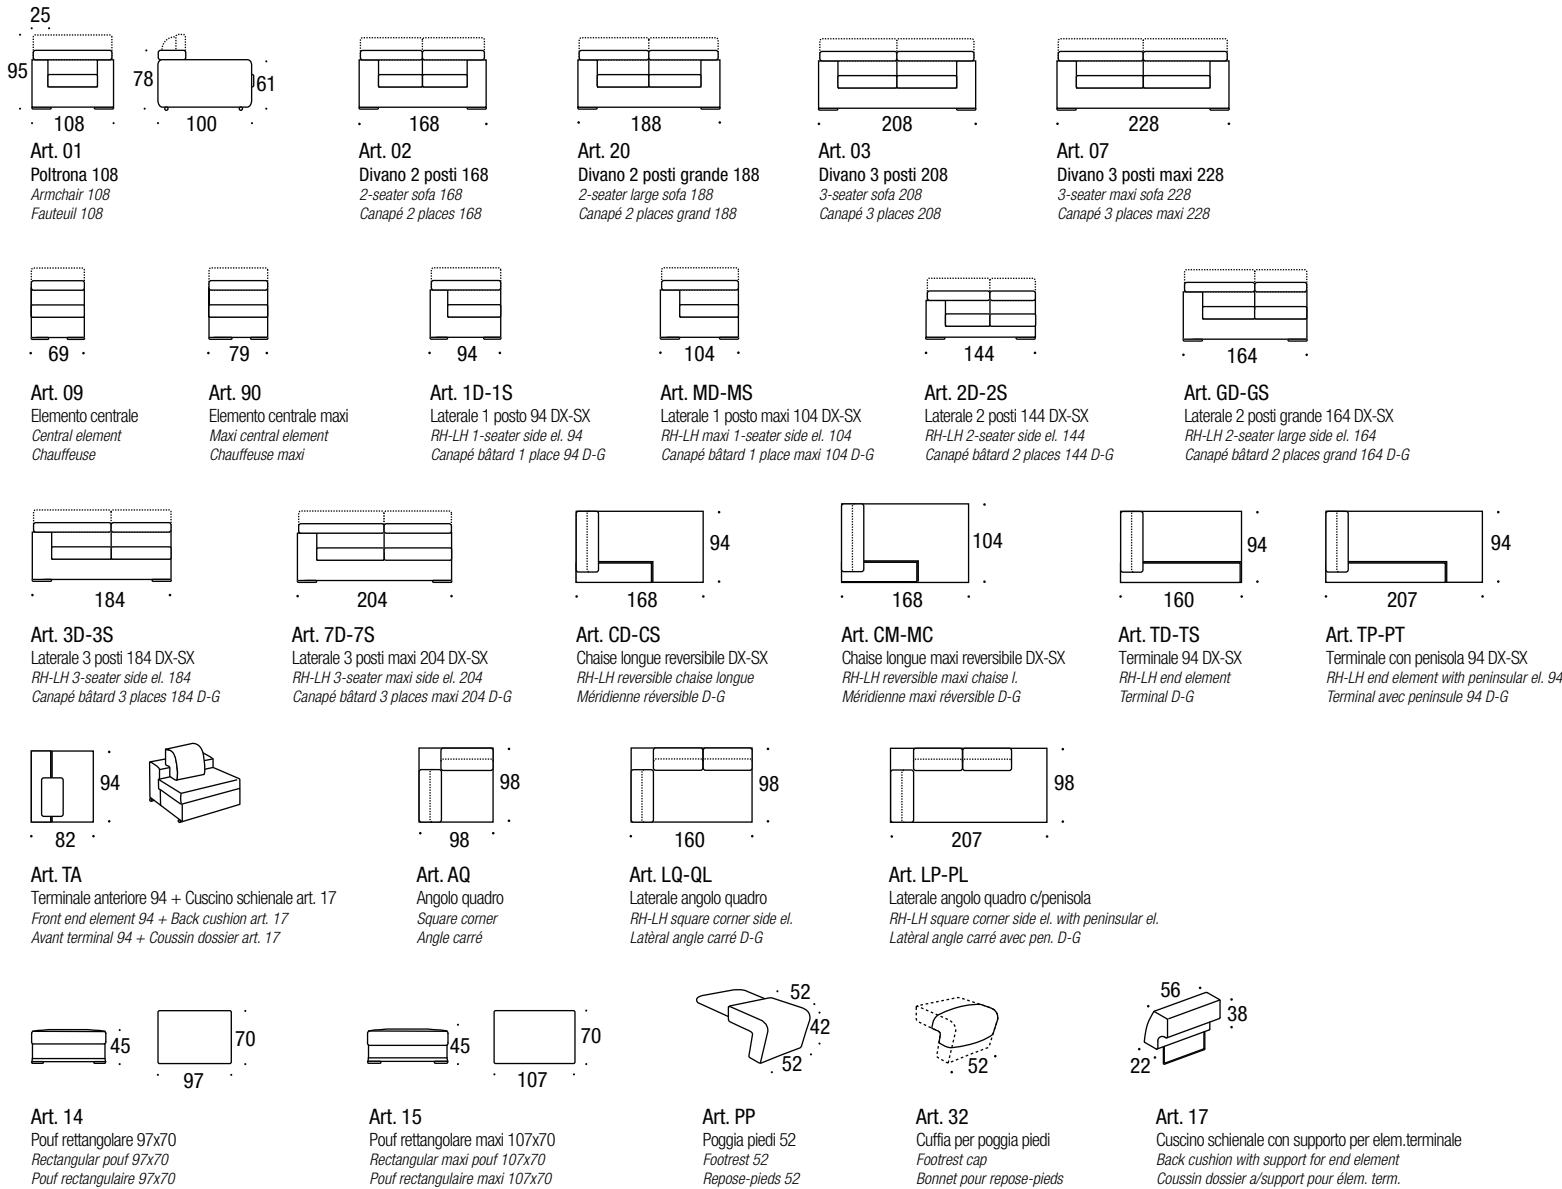 25
95
78
61
108
100
168
188
208
228
Art. 01
Poltrona 108
Armchair 108
Fauteuil 108
Art. 02
Divano 2 posti 168
2-seater sofa 168
Canapé 2 places 168
Art. 20
Divano 2 posti grande 188
2-seater large sofa 188
Canapé 2 places grand 188
Art. 03
Divano 3 posti 208
3-seater sofa 208
Canapé 3 places 208
Art. 07
Divano 3 posti maxi 228
3-seater maxi sofa 228
Canapé 3 places maxi 228
69
79
94
104
144
164
Art. 09
Elemento centrale
Central element
Chauffeuse
Art. 90
Elemento centrale maxi
Maxi central element
Chauffeuse maxi
Art. 1D-1S
Laterale 1 posto 94 DX-SX
RH-LH 1-seater side el. 94
Canapé bâtard 1 place 94 D-G
Art. MD-MS
Laterale 1 posto maxi 104 DX-SX
RH-LH maxi 1-seater side el. 104
Canapé bâtard 1 place maxi 104 D-G
Art. 2D-2S
Laterale 2 posti 144 DX-SX
RH-LH 2-seater side el. 144
Canapé bâtard 2 places 144 D-G
Art. GD-GS
Laterale 2 posti grande 164 DX-SX
RH-LH 2-seater large side el. 164
Canapé bâtard 2 places grand 164 D-G
184
204
94
168
104
168
94
160
94
207
Art. 3D-3S
Laterale 3 posti 184 DX-SX
RH-LH 3-seater side el. 184
Canapé bâtard 3 places 184 D-G
Art. 7D-7S
Laterale 3 posti maxi 204 DX-SX
RH-LH 3-seater maxi side el. 204
Canapé bâtard 3 places maxi 204 D-G
Art. CD-CS
Chaise longue reversibile DX-SX
RH-LH reversible chaise longue
Méridienne réversible D-G
Art. CM-MC
Chaise longue maxi reversibile DX-SX
RH-LH reversible maxi chaise l.
Méridienne maxi réversible D-G
Art. TD-TS
Terminale 94 DX-SX
RH-LH end element
Terminal D-G
Art. TP-PT
Terminale con penisola 94 DX-SX
RH-LH end element with peninsular el. 94
Terminal avec peninsule 94 D-G
94
82
98
98
98
160
98
207
Art. TA
Terminale anteriore 94 + Cuscino schienale art. 17
Front end element 94 + Back cushion art. 17
Avant terminal 94 + Coussin dossier art. 17
Art. AQ
Angolo quadro
Square corner
Angle carré
Art. LQ-QL
Laterale angolo quadro
RH-LH square corner side el.
Latèral angle carré D-G
Art. LP-PL
Laterale angolo quadro c/penisola
RH-LH square corner side el. with peninsular el.
Latèral angle carré avec pen. D-G
45
70
97
45
70
107
52
42
52
52
56
38
22
Art. 14
Pouf rettangolare 97x70
Rectangular pouf 97x70
Pouf rectangulaire 97x70
Art. 15
Pouf rettangolare maxi 107x70
Rectangular maxi pouf 107x70
Pouf rectangulaire maxi 107x70
Art. PP
Poggia piedi 52
Footrest 52
Repose-pieds 52
Art. 32
Cuffia per poggia piedi
Footrest cap
Bonnet pour repose-pieds
Art. 17
Cuscino schienale con supporto per elem.terminale
Back cushion with support for end element
Coussin dossier a/support pour élem. term.